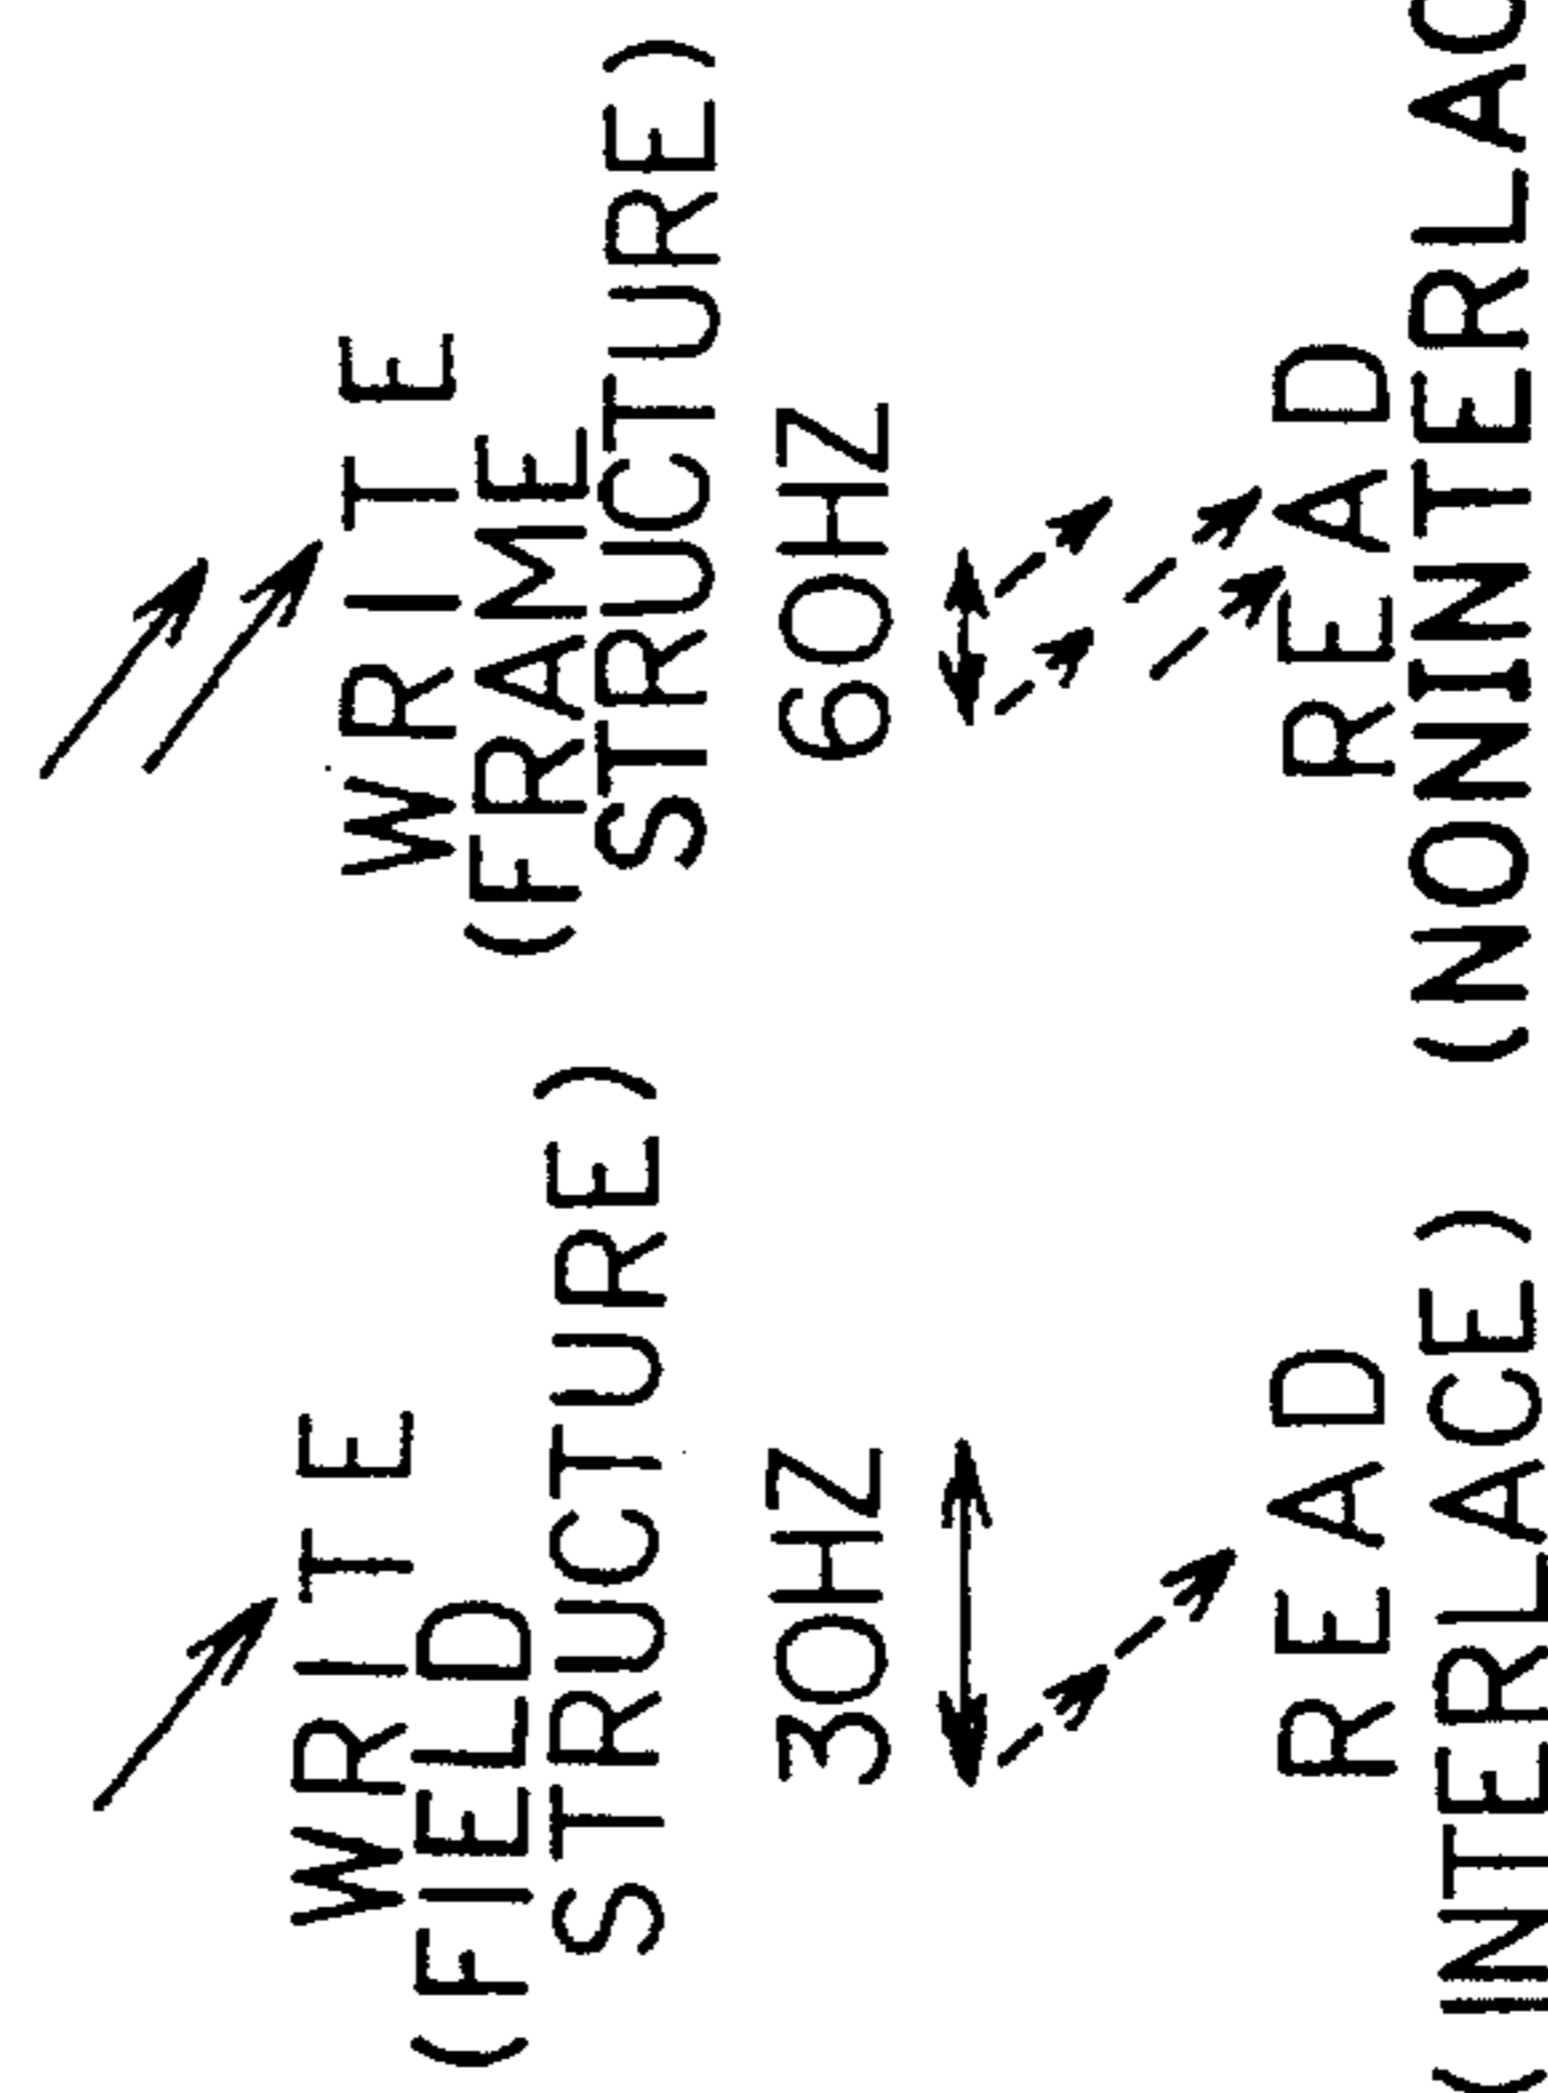 WRITE
(FIELD
STRUCTURE)
30HZ
READ
(INTERLACE)
WRITE
(FRAME
STRUCTURE)
60HZ
READ
(NONINTERLAC